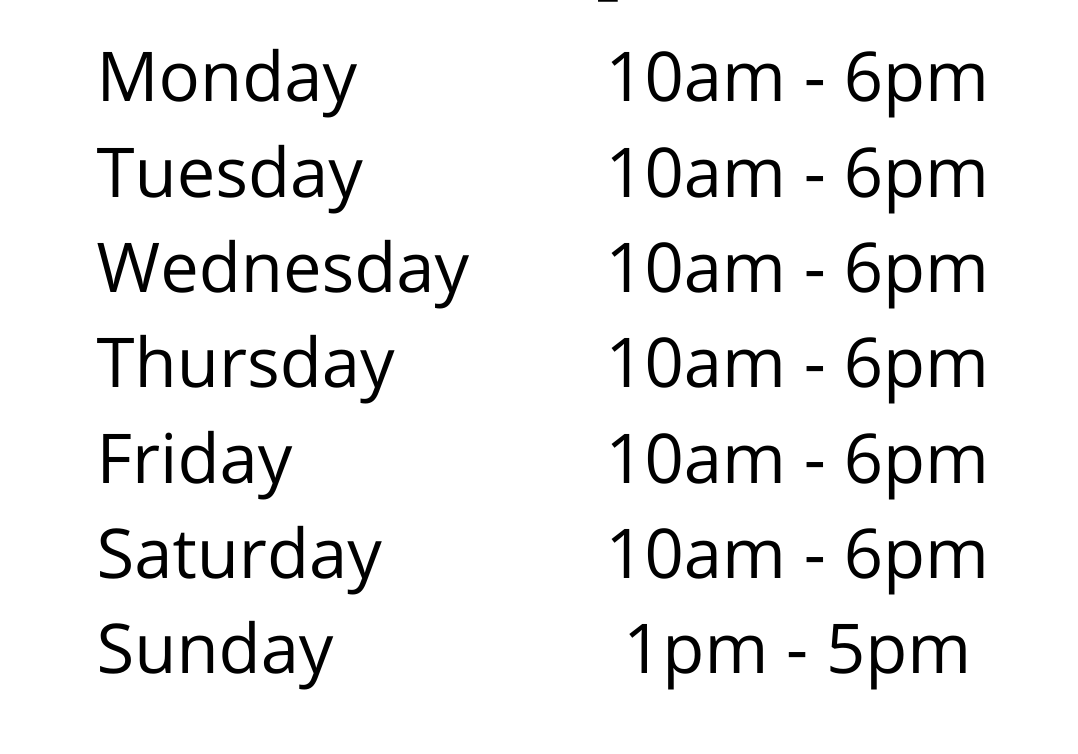 Monday 10am - 6pm
Tuesday 10am - 6pm
Wednesday 10am - 6pm
Thursday 10am - 6pm
Friday 10am - 6pm
Saturday 10am - 6pm
Sunday 1pm - 5pm